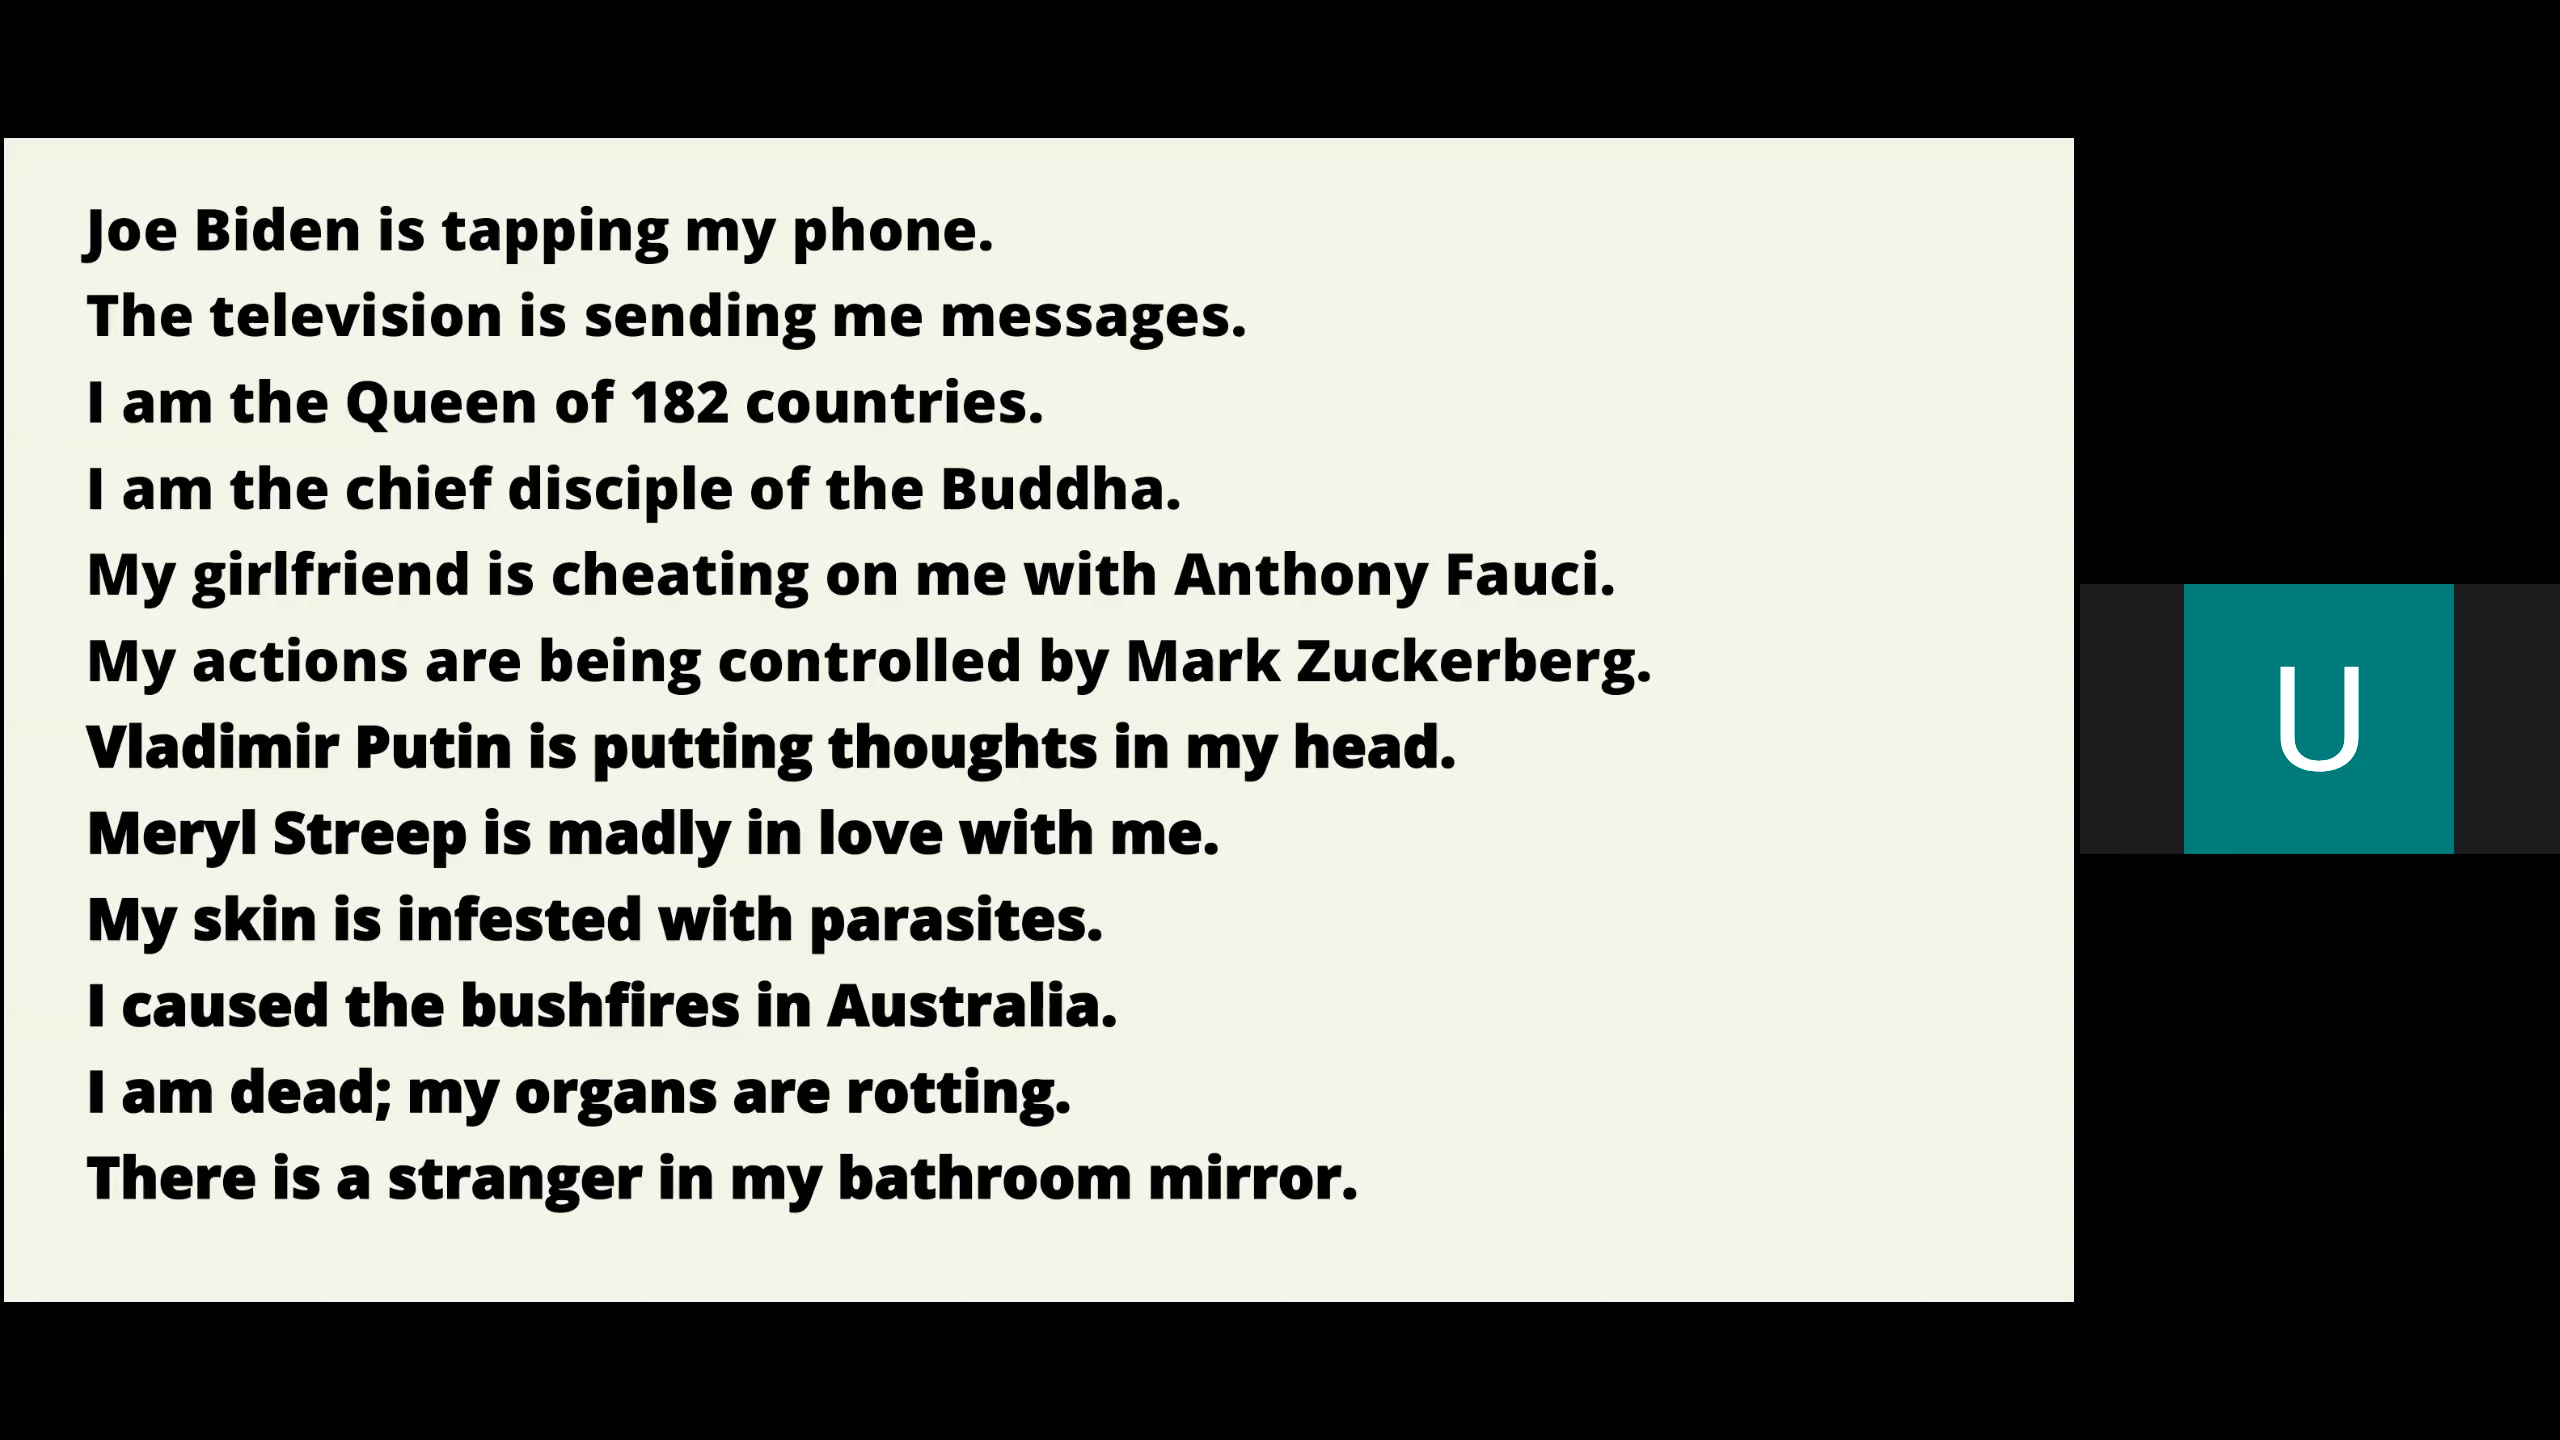 Joe Biden is tapping my phone.
The television is sending me messages.
I am the Queen of 182 countries.
I am the chief disciple of the Buddha.
My girlfriend is cheating on me with Anthony Fauci.
My actions are being controlled by Mark Zuckerberg.
Vladimir Putin is putting thoughts in my head.
Meryl Streep is madly in love with me.
My skin is infested with parasites.
I caused the bushfires in Australia.
I am dead; my organs are rotting.
There is a stranger in my bathroom mirror.
U